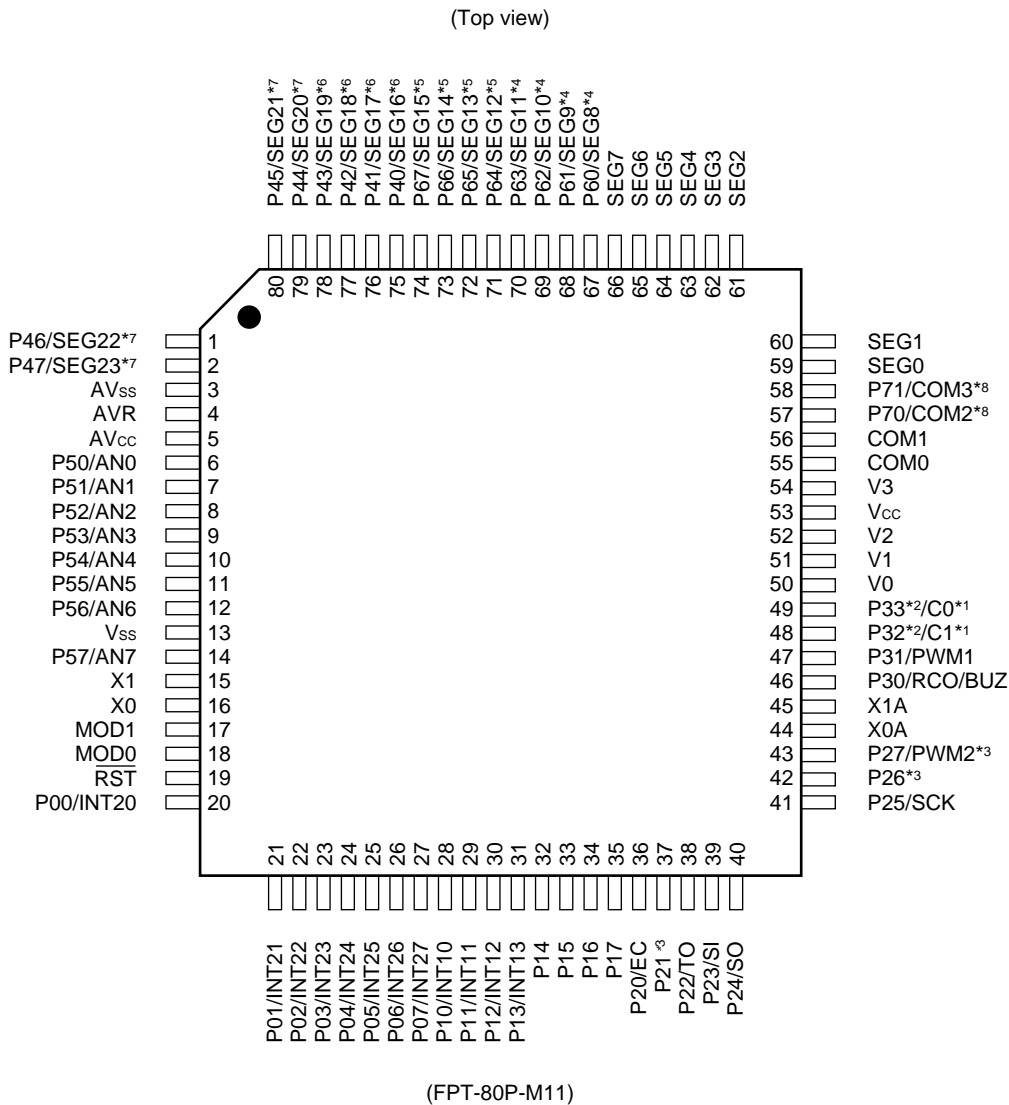 (Top view)
P45/SEG21*7
P44/SEG20*7
P43/SEG19*6
P42/SEG18*6
P41/SEG17*6
P40/SEG16*6
P67/SEG15*5
P66/SEG14*5
P65/SEG13*5
P64/SEG12*5
P63/SEG11*4
P62/SEG10*4
P61/SEG9*4
P60/SEG8*4
SEG7
SEG6
SEG5
SEG4
SEG3
SEG2
80
79
78
77
76
75
74
73
72
71
70
69
68
67
66
65
64
63
62
61
P46/SEG22*7 1
P47/SEG23*7 2
AVSS 3
AVR 4
AVCC 5
P50/AN0 6
P51/AN1 7
P52/AN2 8
P53/AN3 9
P54/AN4 10
P55/AN5 11
P56/AN6 12
VSS 13
P57/AN7 14
X1 15
X0 16
MOD1 17
MOD0 18
RST 19
P00/INT20 20
60 SEG1
59 SEG0
58 P71/COM3*8
57 P70/COM2*8
56 COM1
55 COM0
54 V3
53 VCC
52 V2
51 V1
50 V0
49 P33*2/C0*1
48 P32*2/C1*1
47 P31/PWM1
46 P30/RCO/BUZ
45 X1A
44 X0A
43 P27/PWM2*3
42 P26*3
41 P25/SCK
21
22
23
24
25
26
27
28
29
30
31
32
33
34
35
36
37
38
39
40
P01/INT21
P02/INT22
P03/INT23
P04/INT24
P05/INT25
P06/INT26
P07/INT27
P10/INT10
P11/INT11
P12/INT12
P13/INT13
P14
P15
P16
P17
P20/EC
P21*3
P22/TO
P23/SI
P24/SO
(FPT-80P-M11)